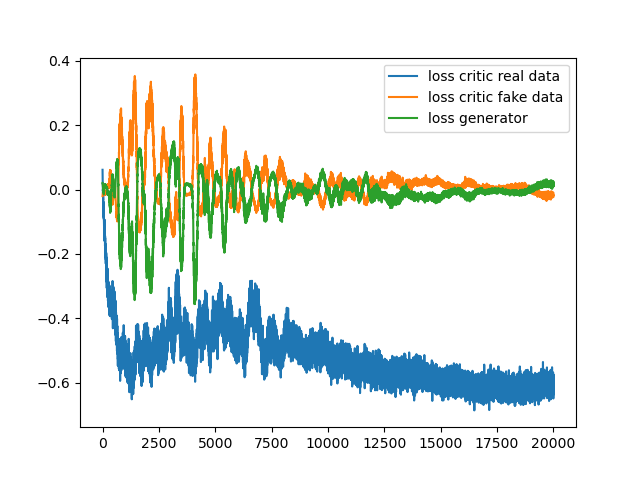 0.4
0.2
0.0
−0.2
−0.4
−0.6
0 2500 5000 7500 10000 12500 15000 17500 20000
loss critic real data
loss critic fake data
loss generator